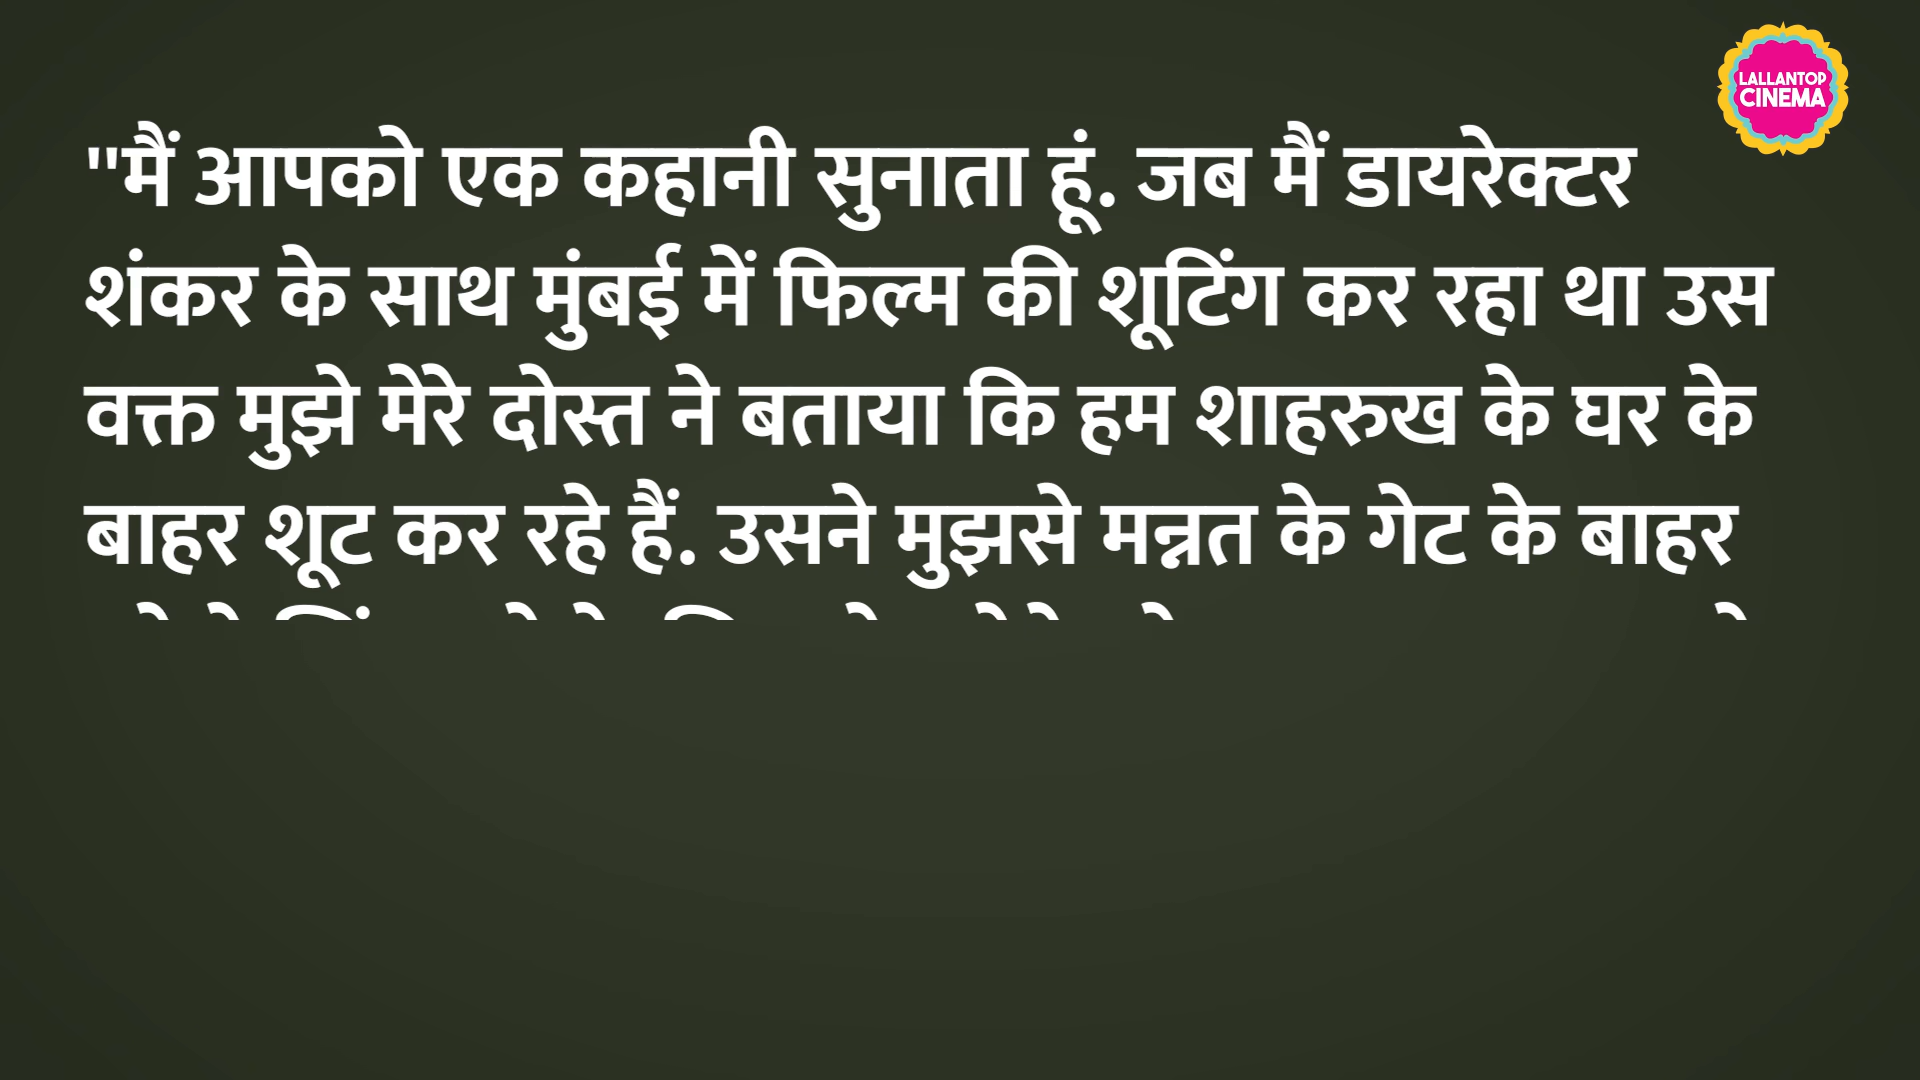 LALLANTOP
CINEMA
"मैं आपको एक कहानी सुनाता हूं. जब मैं डायरेक्टर
शंकर के साथ मुंबई में फिल्म की शूटिंग कर रहा था उस
वक्त मुझे मेरे दोस्त ने बताया कि हम शाहरुख के घर के
बाहर शूट कर रहे हैं. उसने मुझसे मन्नत के गेट के बाहर